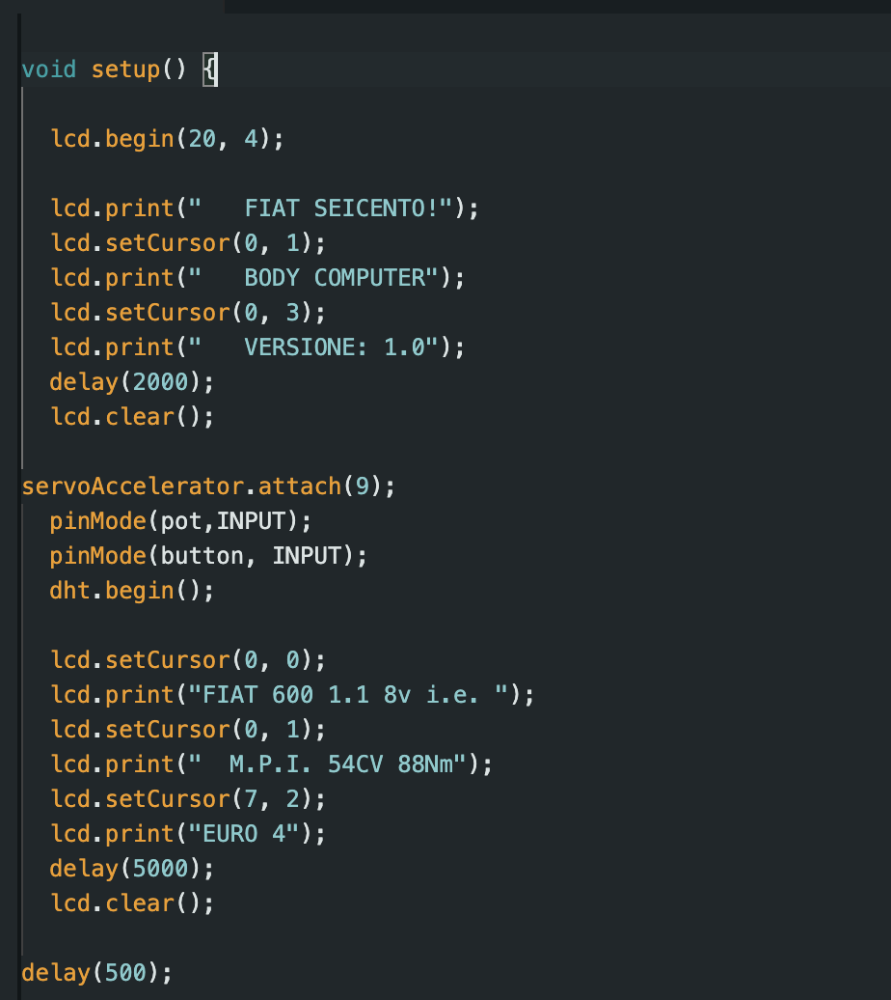 void setup() {
lcd.begin(20, 4);
lcd.print("   FIAT SEICENTO!");
lcd.setCursor(0, 1);
lcd.print("   BODY COMPUTER");
lcd.setCursor(0, 3);
lcd.print("   VERSIONE: 1.0");
delay(2000);
lcd.clear();
servoAccelerator.attach(9);
pinMode(pot,INPUT);
pinMode(button, INPUT);
dht.begin();
lcd.setCursor(0, 0);
lcd.print("FIAT 600 1.1 8v i.e. ");
lcd.setCursor(0, 1);
lcd.print("  M.P.I. 54CV 88Nm");
lcd.setCursor(7, 2);
lcd.print("EURO 4");
delay(5000);
lcd.clear();
delay(500);